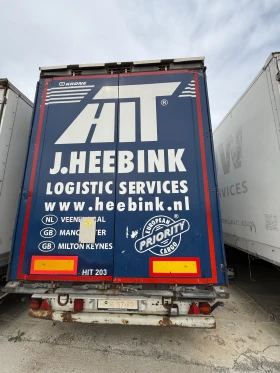 KRONE
HIT®
J.HEEBINK
LOGISTIC SERVICES
www.heebink.nl
NL VEENENDAAL
GB MANCHESTER
GB MILTON KEYNES
EUROPEAN
PRIORITY
CARGO
HIT 203
SERVICES